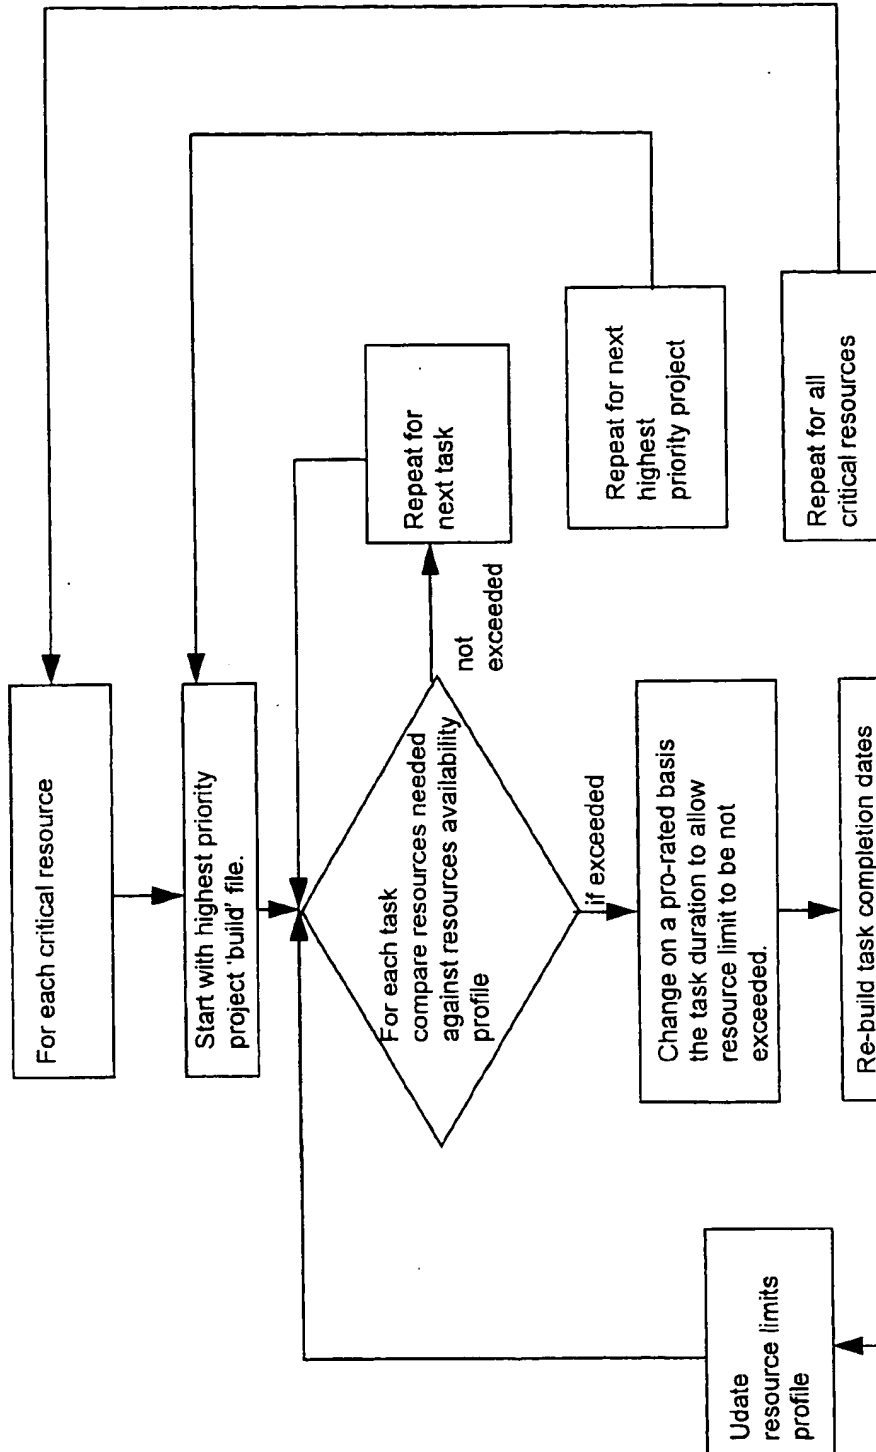 For each critical resource
Start with highest priority
project 'build' file.
For each task
compare resources needed
against resources availability
profile
not
exceeded
Repeat for
next task
if exceeded
Change on a pro-rated basis
the task duration to allow
resource limit to be not
exceeded.
Re-build task completion dates
Udate
resource limits
profile
Repeat for next
highest
priority project
Repeat for all
critical resources